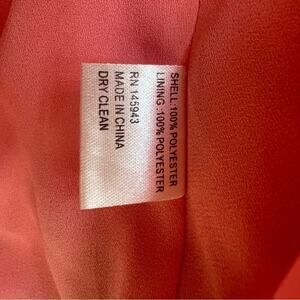 SHELL:100% POLYESTER
LINING :100% POLYESTER
RN 145943
MADE IN CHINA
DRY CLEAN